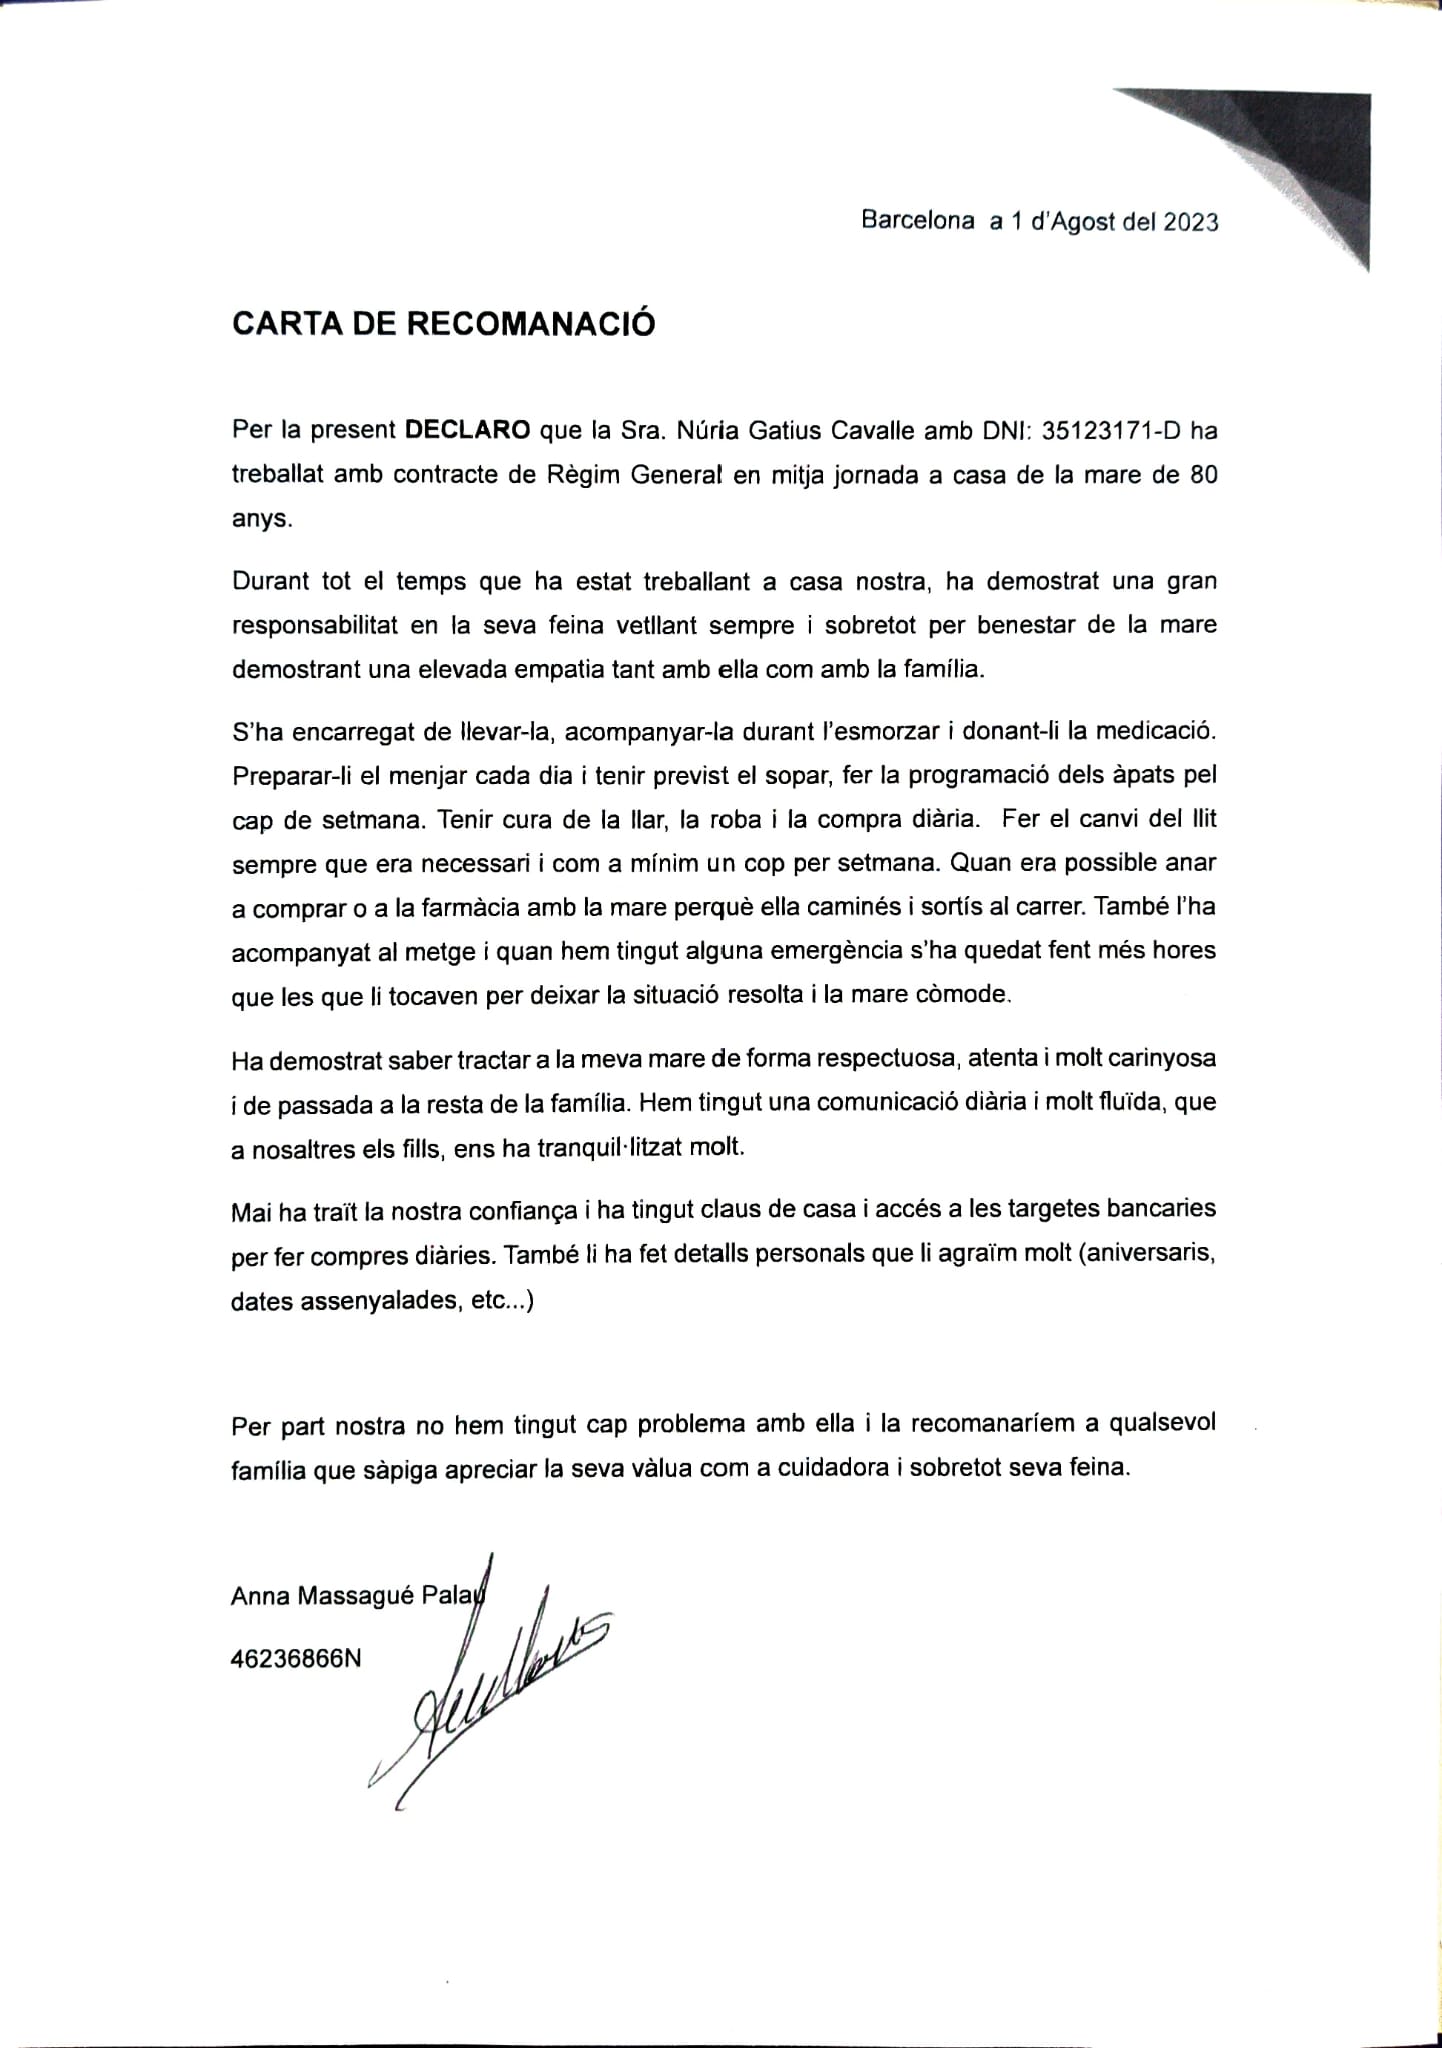 Barcelona  a 1 d'Agost del 2023
CARTA DE RECOMANACIÓ
Per la present DECLARO que la Sra. Núria Gatius Cavalle amb DNI: 35123171-D ha
treballat amb contracte de Règim General en mitja jornada a casa de la mare de 80
anys.
Durant tot el temps que ha estat treballant a casa nostra, ha demostrat una gran
responsabilitat en la seva feina vetllant sempre i sobretot per benestar de la mare
demostrant una elevada empatia tant amb ella com amb la família.
S'ha encarregat de llevar-la, acompanyar-la durant l'esmorzar i donant-li la medicació.
Preparar-li el menjar cada dia i tenir previst el sopar, fer la programació dels àpats pel
cap de setmana. Tenir cura de la llar, la roba i la compra diària.  Fer el canvi del llit
sempre que era necessari i com a mínim un cop per setmana. Quan era possible anar
a comprar o a la farmàcia amb la mare perquè ella caminés i sortís al carrer. També l'ha
acompanyat al metge i quan hem tingut alguna emergència s'ha quedat fent més hores
que les que li tocaven per deixar la situació resolta i la mare còmode.
Ha demostrat saber tractar a la meva mare de forma respectuosa, atenta i molt carinyosa
i de passada a la resta de la família. Hem tingut una comunicació diària i molt fluïda, que
a nosaltres els fills, ens ha tranquil·litzat molt.
Mai ha traït la nostra confiança i ha tingut claus de casa i accés a les targetes bancaries
per fer compres diàries. També li ha fet detalls personals que li agraïm molt (aniversaris,
dates assenyalades, etc...)
Per part nostra no hem tingut cap problema amb ella i la recomanaríem a qualsevol
família que sàpiga apreciar la seva vàlua com a cuidadora i sobretot seva feina.
Anna Massagué Palau
46236866N